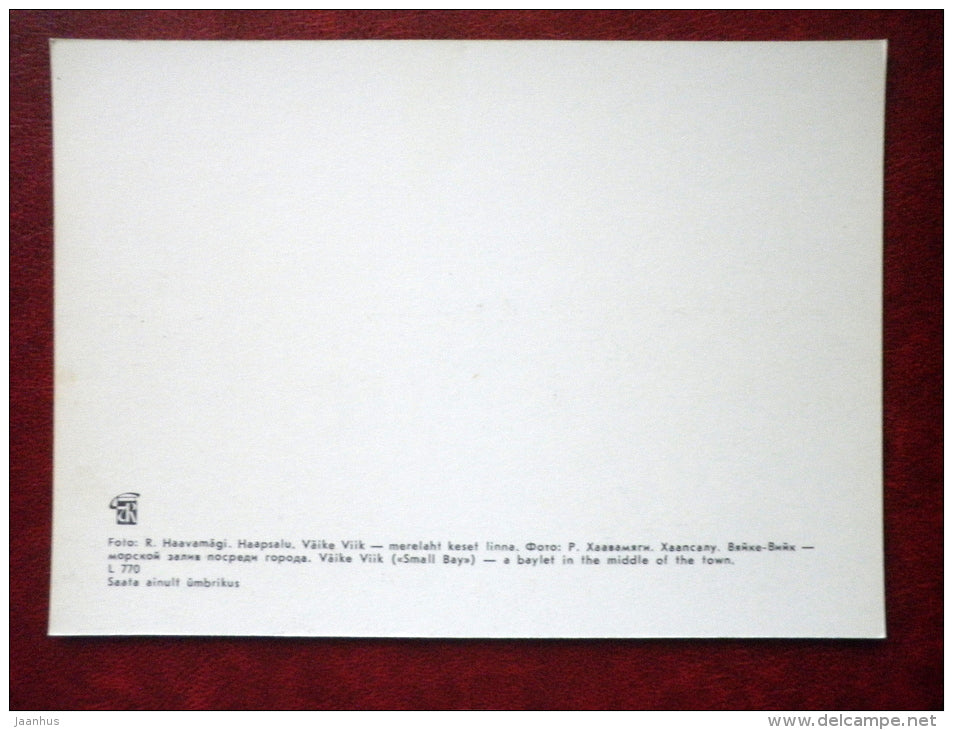 Foto: R. Haavamägi. Haapsalu. Väike Viik — merelaht keset linna. Фото: Р. Хаавамяги. Хаапсалу. Вяйке-Вийк —
морской залив посреди города. Väike Viik («Small Bay») — a baylet in the middle of the town.
L 770
Saata ainult ümbrikus
jaanhus
www.delcampe.net